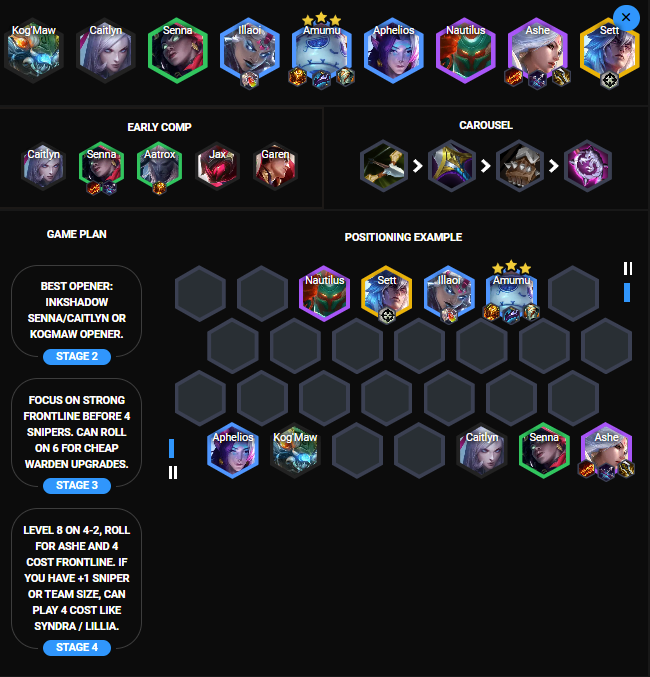 Kog'Maw Caitlyn Senna Illaoi Amumu Aphelios Nautilus Ashe Sett
EARLY COMP
Caitlyn Senna Aatrox Jax Garen
CAROUSEL
GAME PLAN
BEST OPENER:
INKSHADOW
SENNA/CAITLYN OR
KOGMAW OPENER.
STAGE 2
FOCUS ON STRONG
FRONTLINE BEFORE 4
SNIPERS. CAN ROLL
ON 6 FOR CHEAP
WARDEN UPGRADES.
STAGE 3
LEVEL 8 ON 4-2, ROLL
FOR ASHE AND 4
COST FRONTLINE. IF
YOU HAVE +1 SNIPER
OR TEAM SIZE, CAN
PLAY 4 COST LIKE
SYNDRA / LILLIA.
STAGE 4
POSITIONING EXAMPLE
Nautilus Sett Illaoi Amumu
Aphelios Kog'Maw Caitlyn Senna Ashe